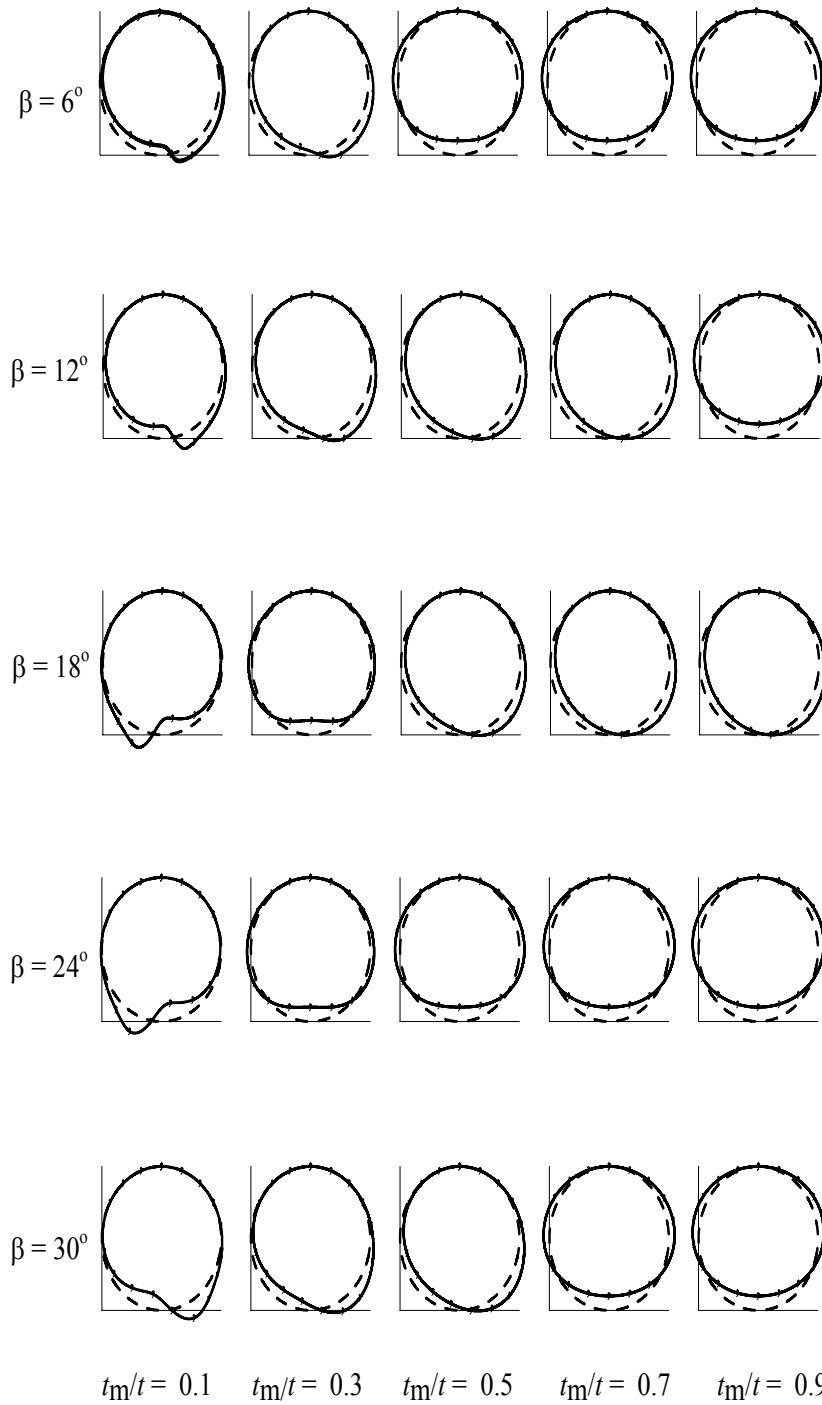 β = 6°
β = 12°
β = 18°
β = 24°
β = 30°
tm/t = 0.1 tm/t = 0.3 tm/t = 0.5 tm/t = 0.7 tm/t = 0.9